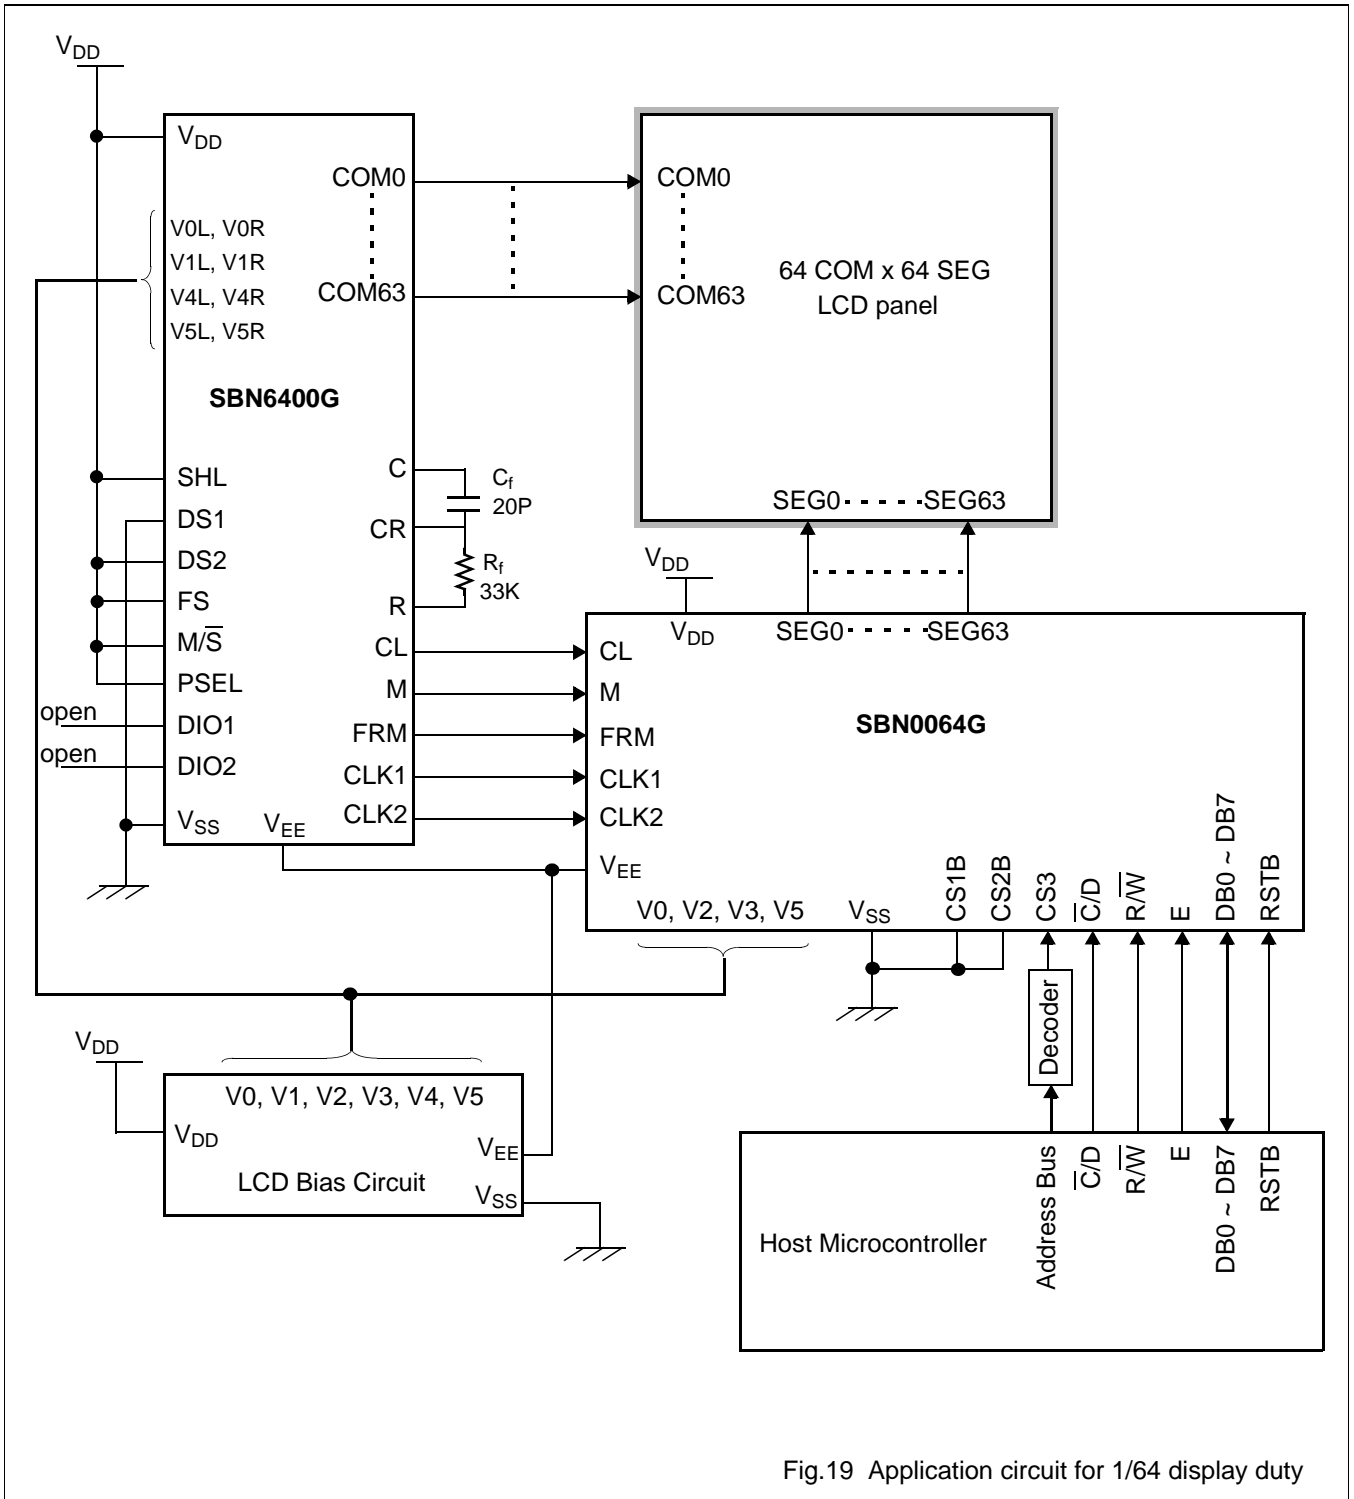 VDD
VDD
COM0
COM0
V0L, V0R
V1L, V1R
V4L, V4R
V5L, V5R
COM63
COM63
64 COM x 64 SEG
LCD panel
SBN6400G
SHL
DS1
DS2
FS
M/S̅
PSEL
open
DIO1
open
DIO2
VSS
VEE
C
CR
R
Cf
20P
Rf
33K
CL
M
FRM
CLK1
CLK2
SEG0
SEG63
VDD
VDD
SEG0
SEG63
CL
M
FRM
CLK1
CLK2
SBN0064G
VEE
V0, V2, V3, V5
VSS
CS1B
CS2B
CS3
C̅/D
R/W̅
E
DB0 ~ DB7
RSTB
Decoder
VDD
V0, V1, V2, V3, V4, V5
VDD
VEE
LCD Bias Circuit
VSS
Address Bus
C̅/D
R/W̅
E
DB0 ~ DB7
RSTB
Host Microcontroller
Fig.19 Application circuit for 1/64 display duty